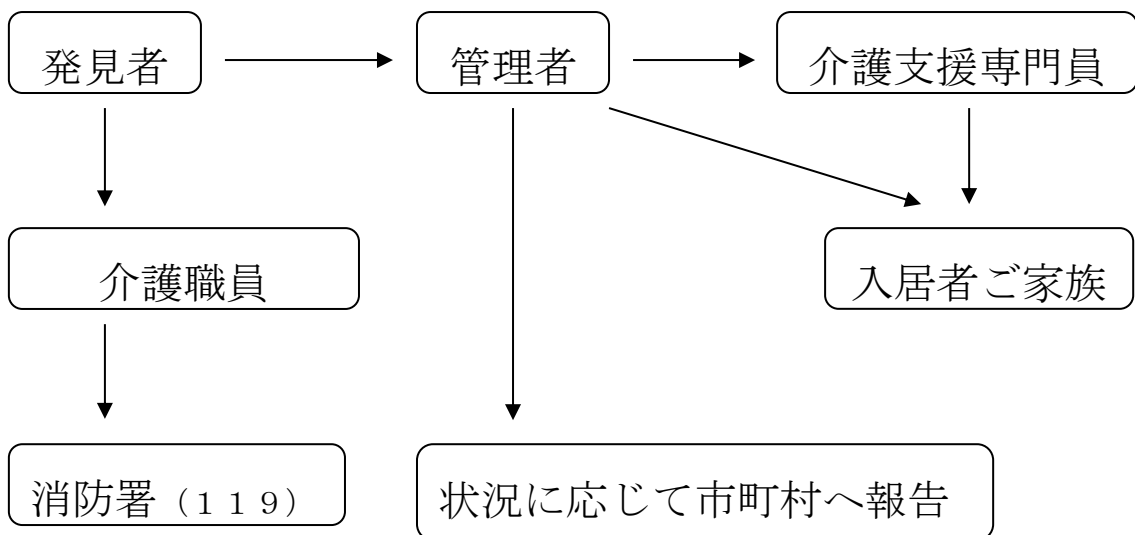 発見者
管理者
介護支援専門員
介護職員
入居者ご家族
消防署（１１９）
状況に応じて市町村へ報告